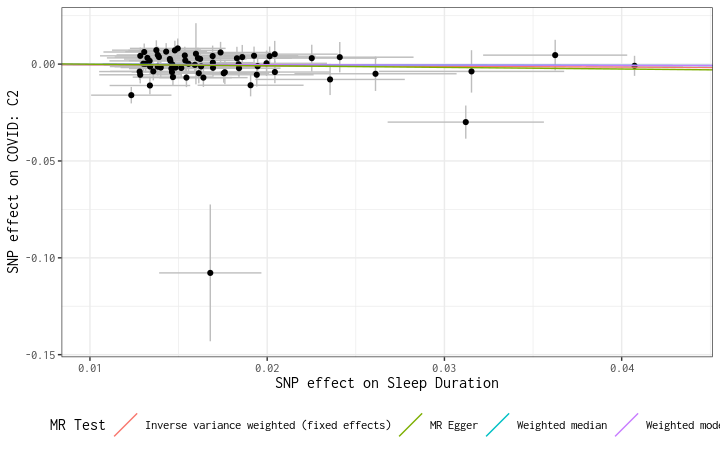 SNP effect on COVID: C2
0.00
−0.05
−0.10
−0.15
0.01 0.02 0.03 0.04
SNP effect on Sleep Duration
MR Test Inverse variance weighted (fixed effects) MR Egger Weighted median Weighted mode